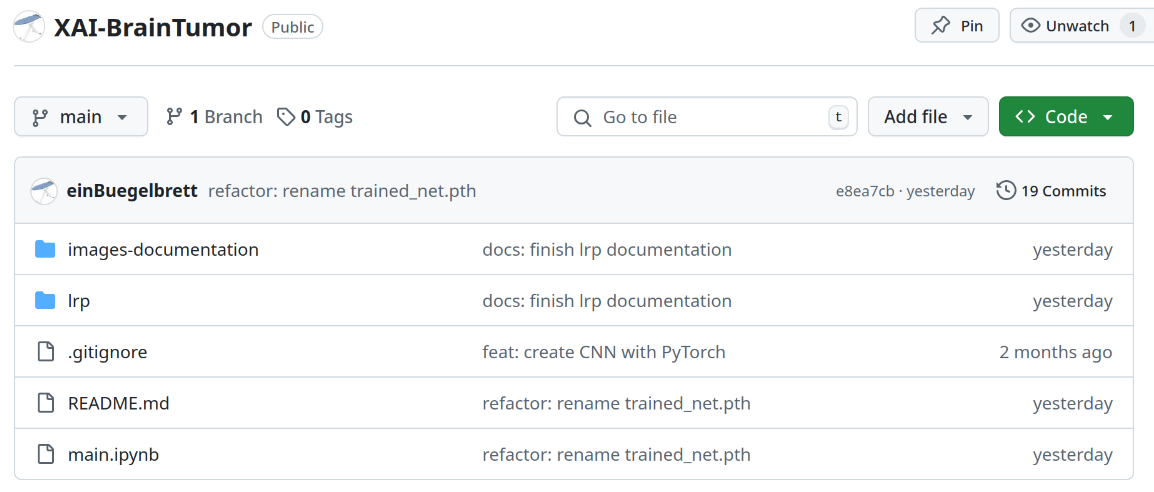 XAI-BrainTumor Public Pin Unwatch 1
main 1 Branch 0 Tags Go to file t Add file Code
einBuegelbrett refactor: rename trained_net.pth e8ea7cb · yesterday 19 Commits
images-documentation docs: finish lrp documentation yesterday
lrp docs: finish lrp documentation yesterday
.gitignore feat: create CNN with PyTorch 2 months ago
README.md refactor: rename trained_net.pth yesterday
main.ipynb refactor: rename trained_net.pth yesterday